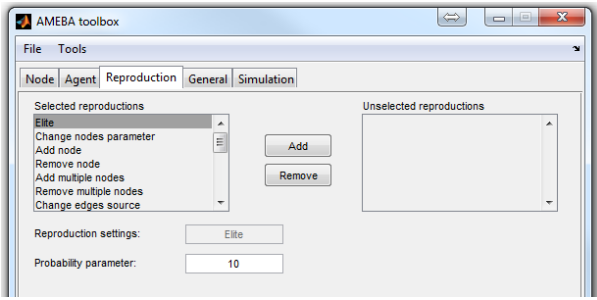 AMEBA toolbox
File Tools
Node Agent Reproduction General Simulation
Selected reproductions
Unselected reproductions
Elite
Change nodes parameter
Add node
Remove node
Add multiple nodes
Remove multiple nodes
Change edges source
Add
Remove
Reproduction settings:
Elite
Probability parameter:
10